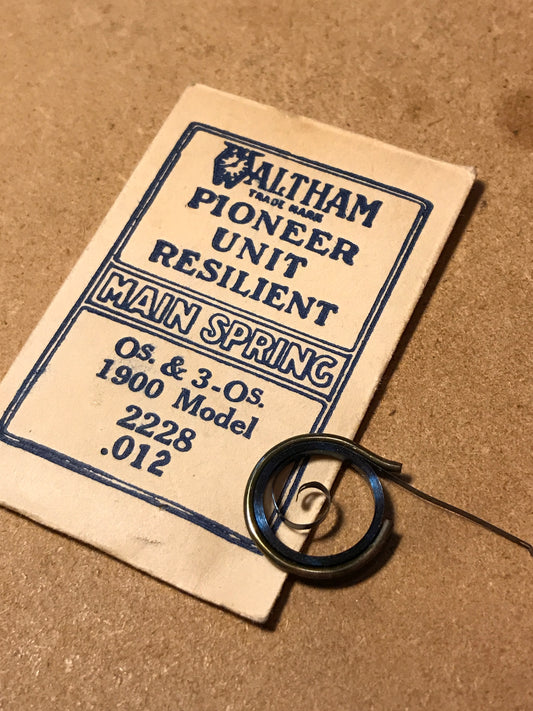 WALTHAM
TRADE MARK
PIONEER
UNIT
RESILIENT
MAIN SPRING
Os. & 3-Os.
1900 Model
2228
.012